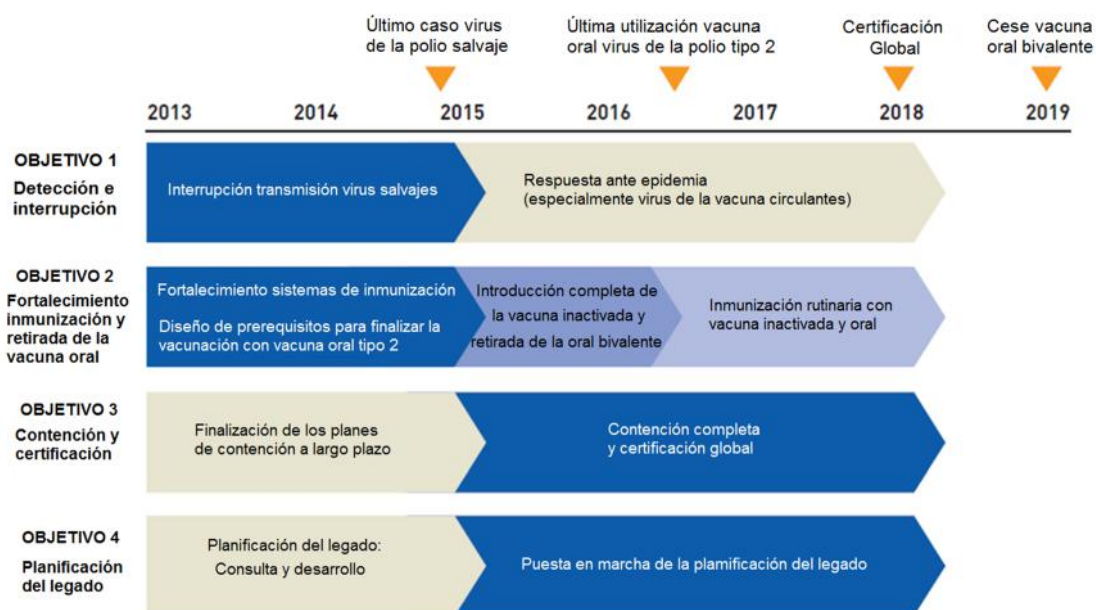 Último caso virus
de la polio salvaje
Última utilización vacuna
oral virus de la polio tipo 2
Certificación
Global
Cese vacuna
oral bivalente
2013 2014 2015 2016 2017 2018 2019
OBJETIVO 1
Detección e
interrupción
Interrupción transmisión virus salvajes
Respuesta ante epidemia
(especialmente virus de la vacuna circulantes)
OBJETIVO 2
Fortalecimiento
inmunización y
retirada de la
vacuna oral
Fortalecimiento sistemas de inmunización
Diseño de prerequisitos para finalizar la
vacunación con vacuna oral tipo 2
Introducción completa de
la vacuna inactivada y
retirada de la oral bivalente
Inmunización rutinaria con
vacuna inactivada y oral
OBJETIVO 3
Contención y
certificación
Finalización de los planes
de contención a largo plazo
Contención completa
y certificación global
OBJETIVO 4
Planificación
del legado
Planificación del legado:
Consulta y desarrollo
Puesta en marcha de la plamificación del legado